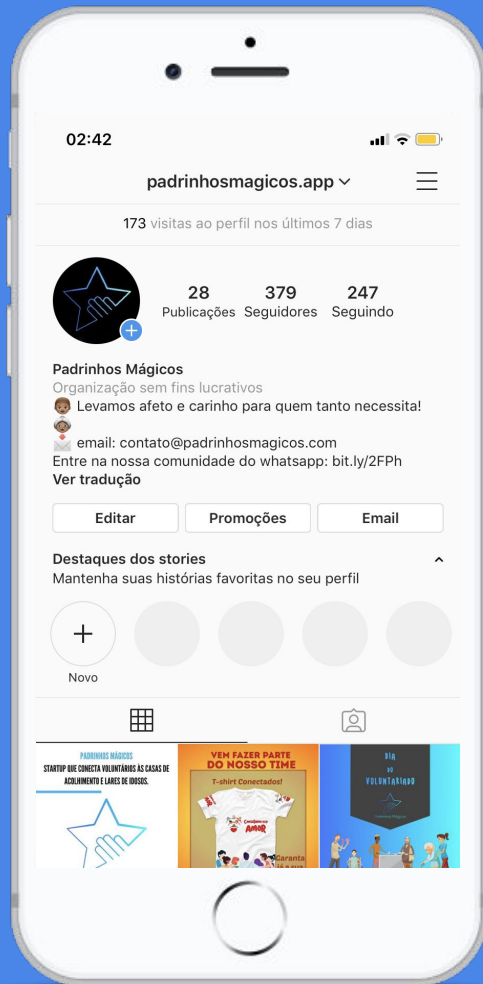 02:42
padrinhosmagicos.app
173 visitas ao perfil nos últimos 7 dias
28 379 247
Publicações Seguidores Seguindo
Padrinhos Mágicos
Organização sem fins lucrativos
Levamos afeto e carinho para quem tanto necessita!
email: contato@padrinhosmagicos.com
Entre na nossa comunidade do whatsapp: bit.ly/2FPh
Ver tradução
Editar Promoções Email
Destaques dos stories
Mantenha suas histórias favoritas no seu perfil
Novo
PADRINHOS MÁGICOS
STARTUP QUE CONECTA VOLUNTÁRIOS ÀS CASAS DE
ACOLHIMENTO E LARES DE IDOSOS.
VEM FAZER PARTE
DO NOSSO TIME
T-shirt Conectados!
AMOR
Garanta
já a sua
DIA
DO
VOLUNTARIADO
Padrinhos Mágicos